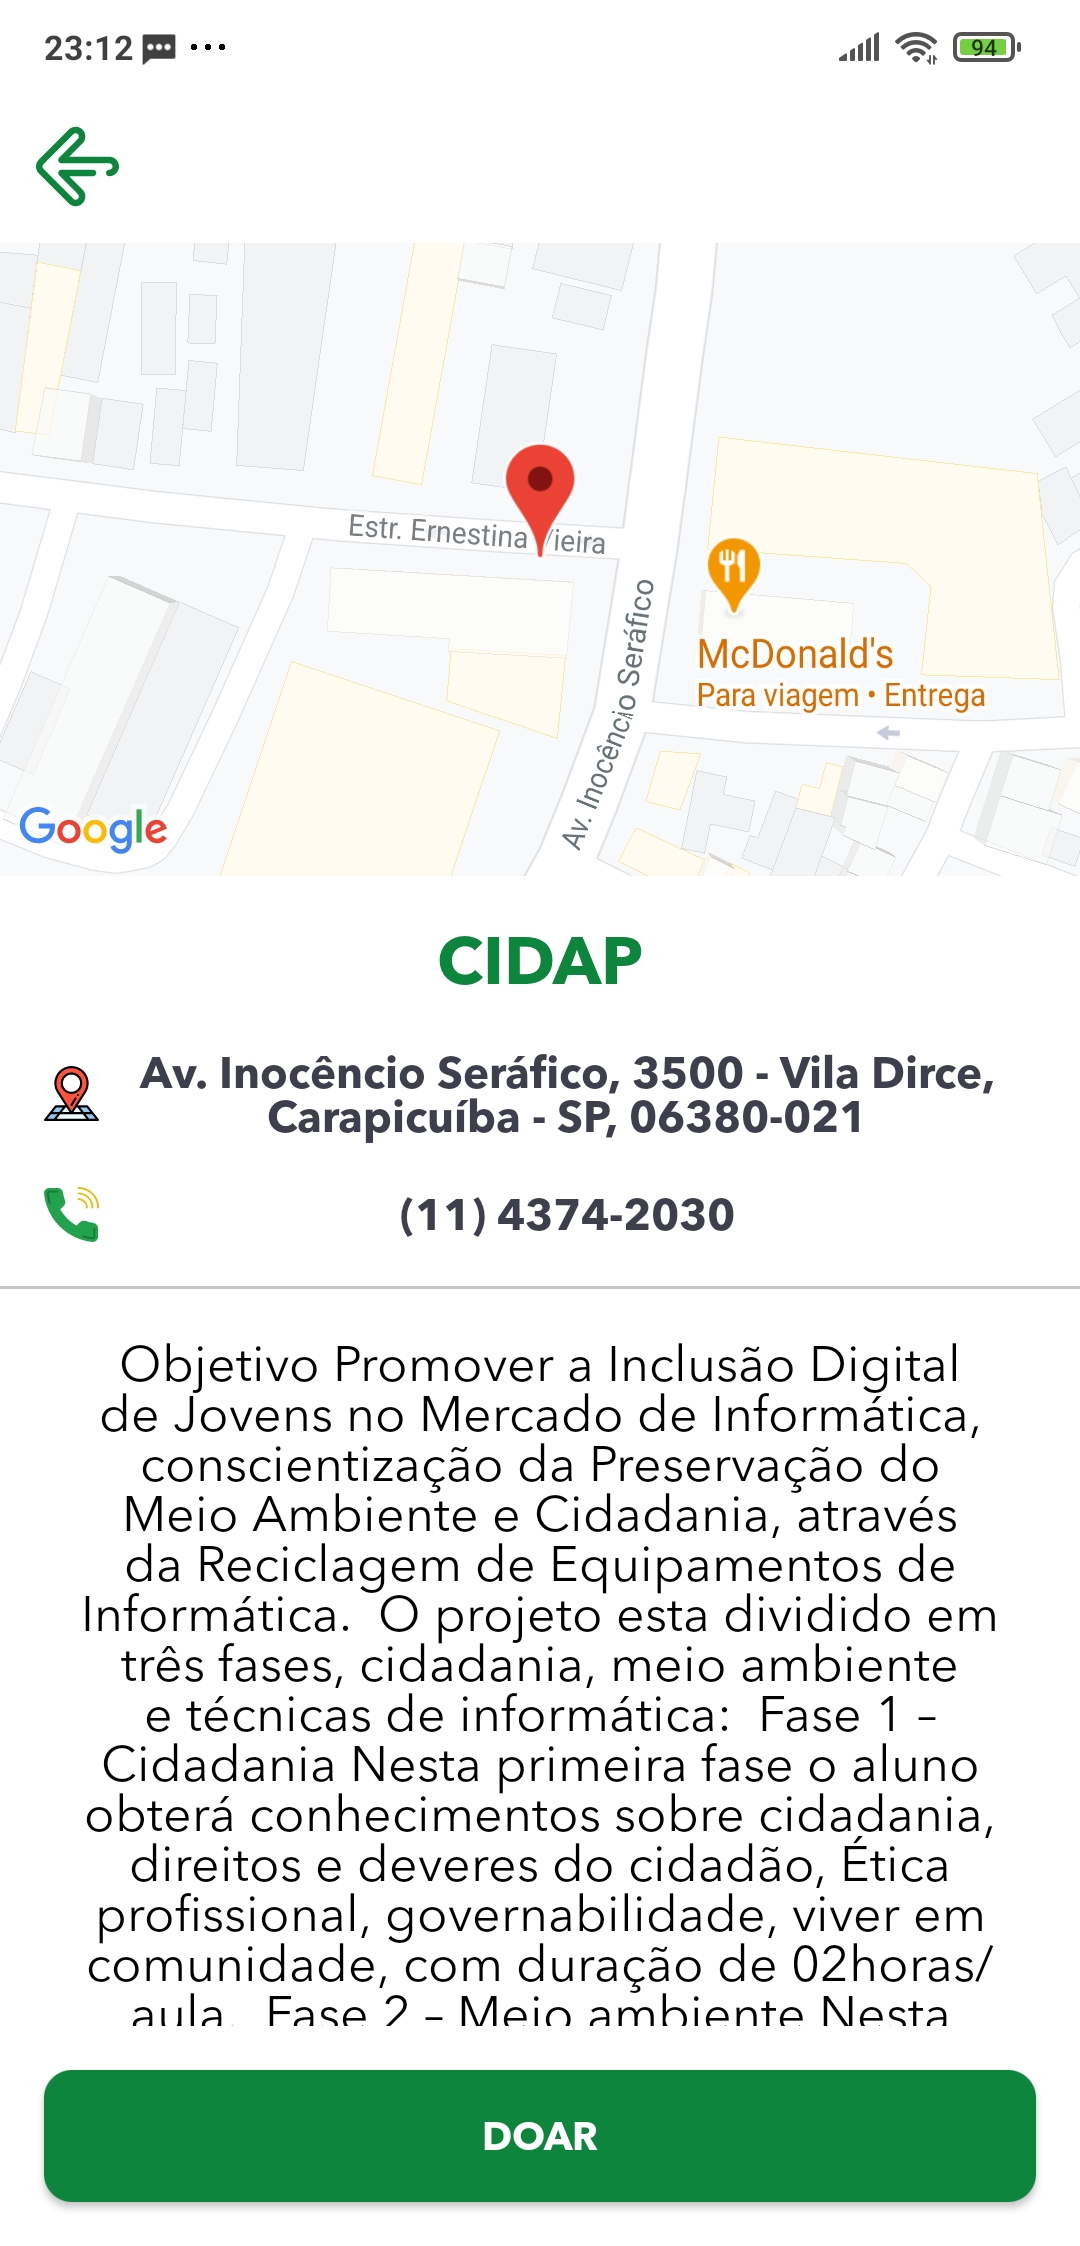 23:12
94
Estr. Ernestina Vieira
Av. Inocêncio Seráfico
McDonald's
Para viagem • Entrega
Google
CIDAP
Av. Inocêncio Seráfico, 3500 - Vila Dirce,
Carapicuíba - SP, 06380-021
(11) 4374-2030
Objetivo Promover a Inclusão Digital
de Jovens no Mercado de Informática,
conscientização da Preservação do
Meio Ambiente e Cidadania, através
da Reciclagem de Equipamentos de
Informática.  O projeto esta dividido em
três fases, cidadania, meio ambiente
e técnicas de informática:  Fase 1 –
Cidadania Nesta primeira fase o aluno
obterá conhecimentos sobre cidadania,
direitos e deveres do cidadão, Ética
profissional, governabilidade, viver em
comunidade, com duração de 02horas/
aula.  Fase 2 – Meio ambiente Nesta
DOAR